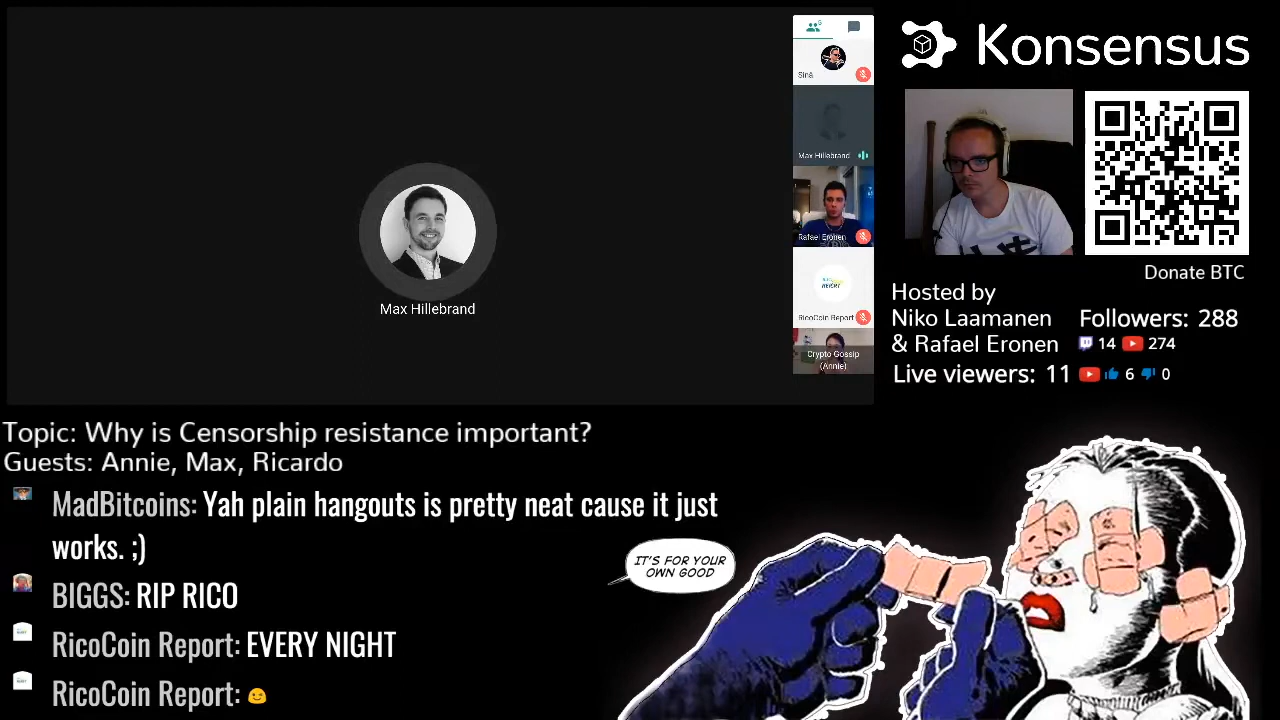 Konsensus
Sinä
Max Hillebrand
Rafael Eronen
RicoCoin Report
Crypto Gossip
(Annie)
Max Hillebrand
Donate BTC
Hosted by
Niko Laamanen
& Rafael Eronen
Followers: 288
14 274
Live viewers: 11 6 0
Topic: Why is Censorship resistance important?
Guests: Annie, Max, Ricardo
MadBitcoins: Yah plain hangouts is pretty neat cause it just
works. ;)
BIGGS: RIP RICO
RicoCoin Report: EVERY NIGHT
RicoCoin Report:
IT'S FOR YOUR
OWN GOOD